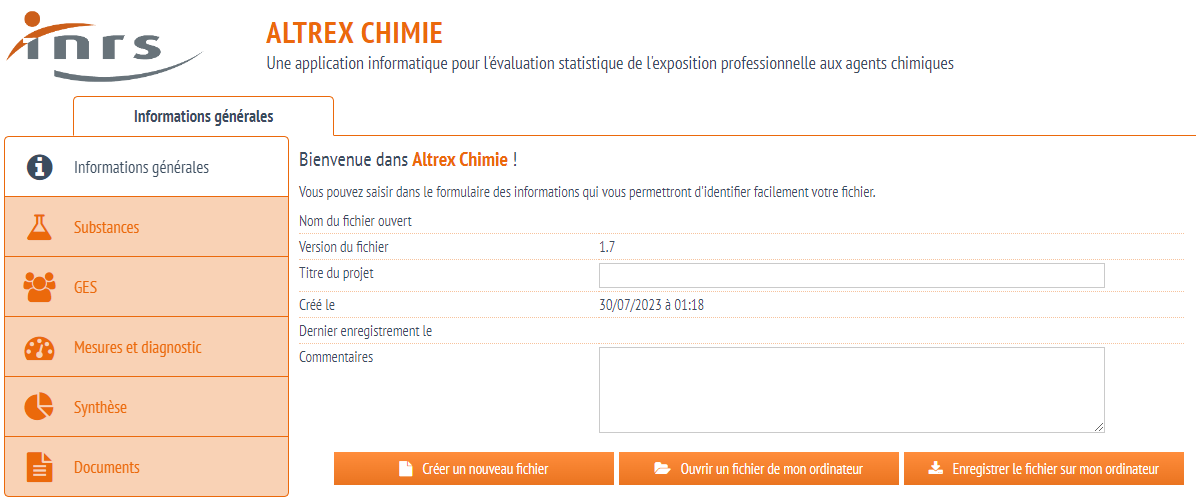 inrs
ALTREX CHIMIE
Une application informatique pour l'évaluation statistique de l'exposition professionnelle aux agents chimiques
Informations générales
Informations générales
Substances
GES
Mesures et diagnostic
Synthèse
Documents
Bienvenue dans Altrex Chimie !
Vous pouvez saisir dans le formulaire des informations qui vous permettront d'identifier facilement votre fichier.
Nom du fichier ouvert
Version du fichier 1.7
Titre du projet
Créé le 30/07/2023 à 01:18
Dernier enregistrement le
Commentaires
Créer un nouveau fichier Ouvrir un fichier de mon ordinateur Enregistrer le fichier sur mon ordinateur